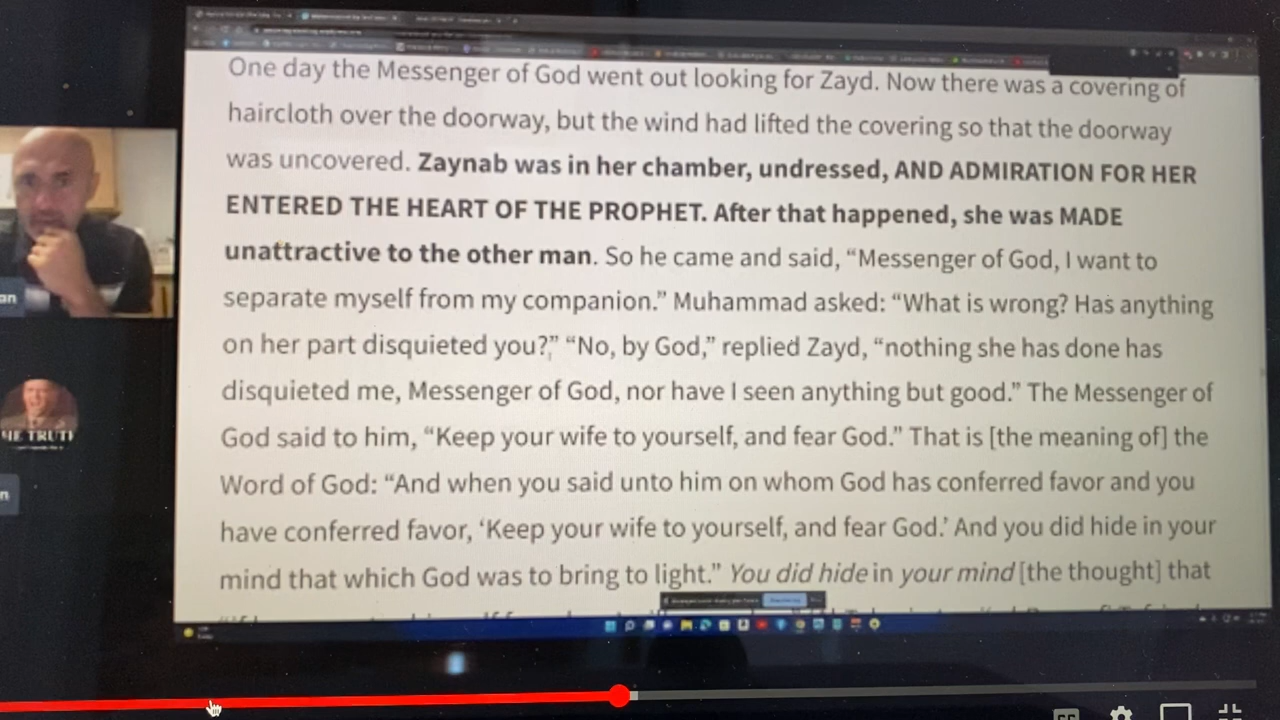 One day the Messenger of God went out looking for Zayd. Now there was a covering of
haircloth over the doorway, but the wind had lifted the covering so that the doorway
was uncovered. Zaynab was in her chamber, undressed, AND ADMIRATION FOR HER
ENTERED THE HEART OF THE PROPHET. After that happened, she was MADE
unattractive to the other man. So he came and said, “Messenger of God, I want to
separate myself from my companion.” Muhammad asked: “What is wrong? Has anything
on her part disquieted you?” “No, by God,” replied Zayd, “nothing she has done has
disquieted me, Messenger of God, nor have I seen anything but good.” The Messenger of
God said to him, “Keep your wife to yourself, and fear God.” That is [the meaning of] the
Word of God: “And when you said unto him on whom God has conferred favor and you
have conferred favor, ‘Keep your wife to yourself, and fear God.’ And you did hide in your
mind that which God was to bring to light.” You did hide in your mind [the thought] that
an
HE TRUTH
n
CC